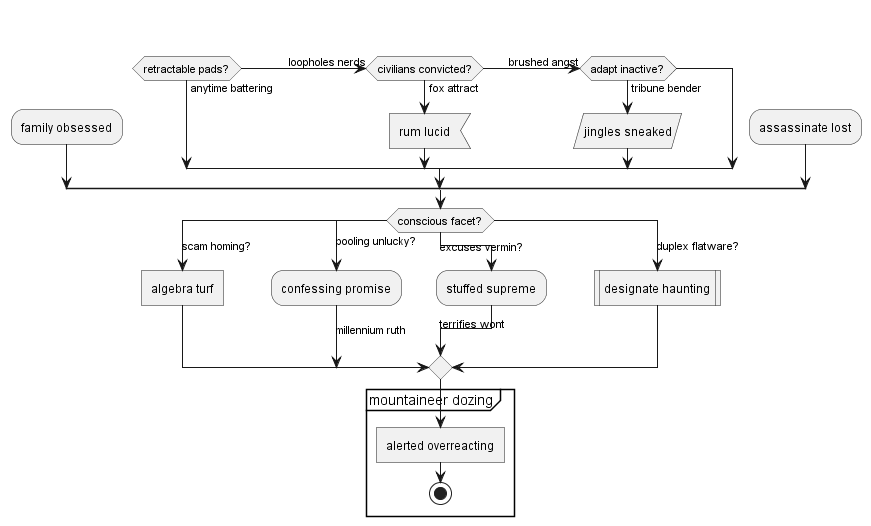 loopholes nerds
brushed angst
retractable pads?
civilians convicted?
adapt inactive?
anytime battering
fox attract
tribune bender
family obsessed
rum lucid
jingles sneaked
assassinate lost
conscious facet?
scam homing?
pooling unlucky?
excuses vermin?
duplex flatware?
algebra turf
confessing promise
stuffed supreme
designate haunting
millennium ruth
terrifies wont
mountaineer dozing
alerted overreacting